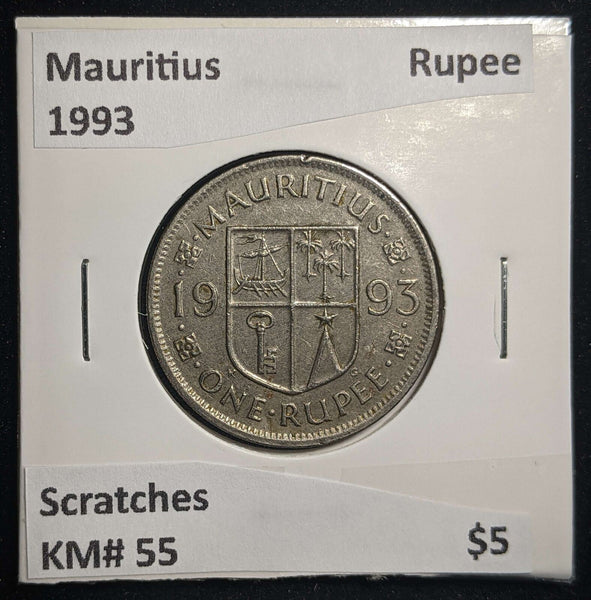 Mauritius Rupee
1993
MAURITIUS
19 93
ONE·RUPEE
Scratches
KM# 55 $5